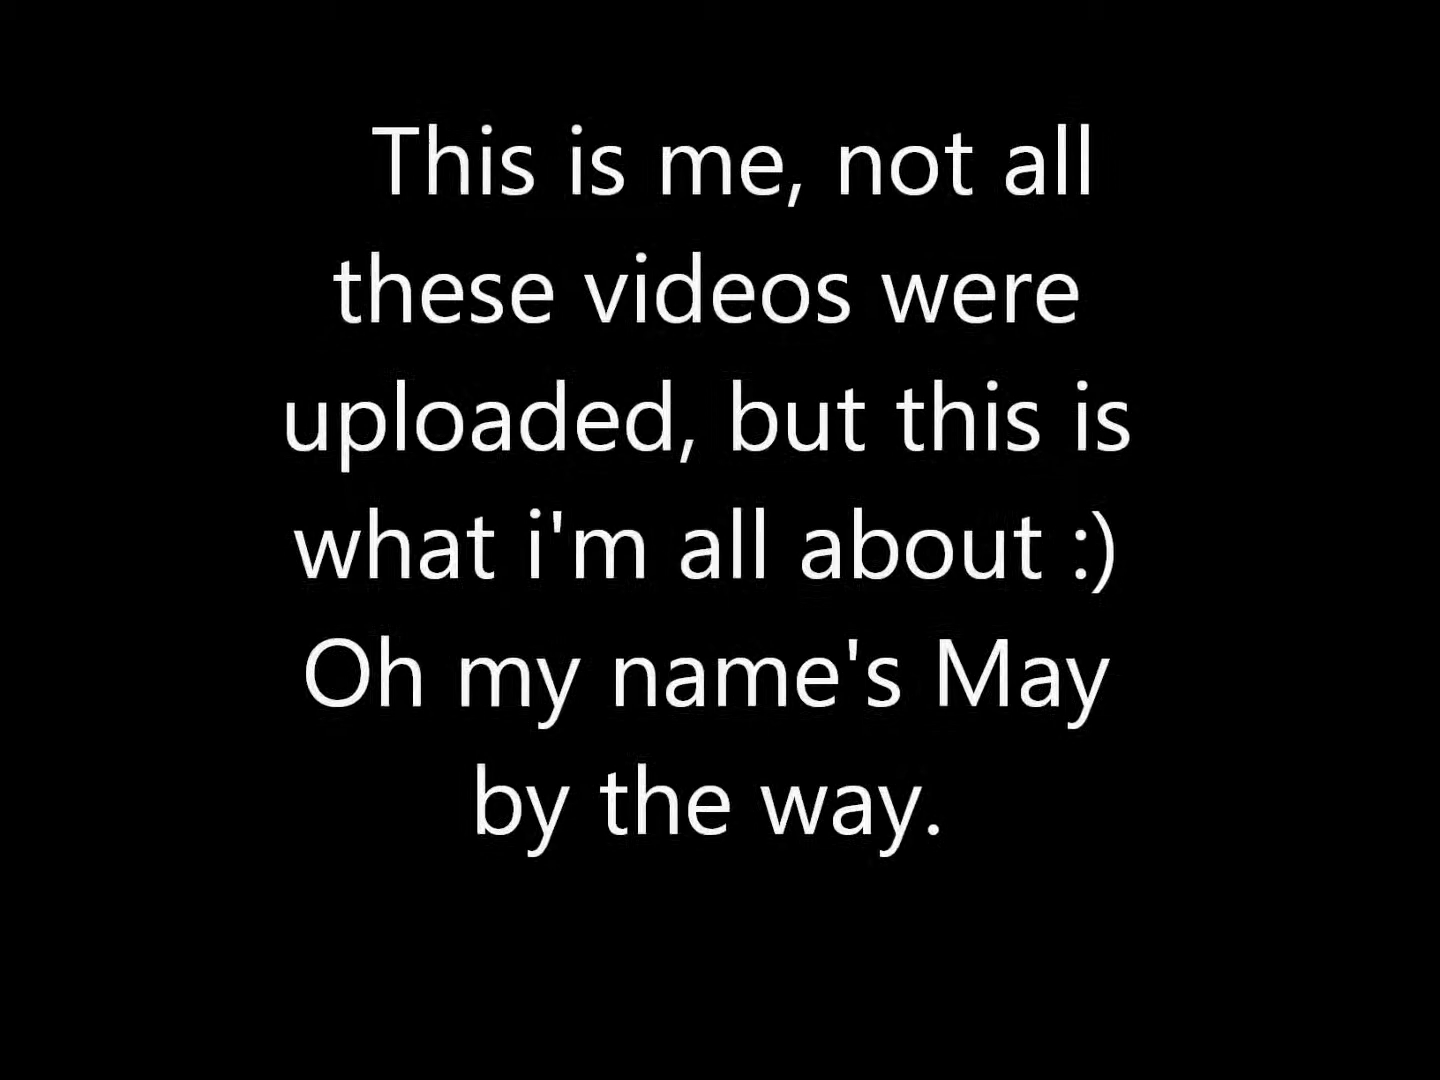 This is me, not all
these videos were
uploaded, but this is
what i'm all about :)
Oh my name's May
by the way.